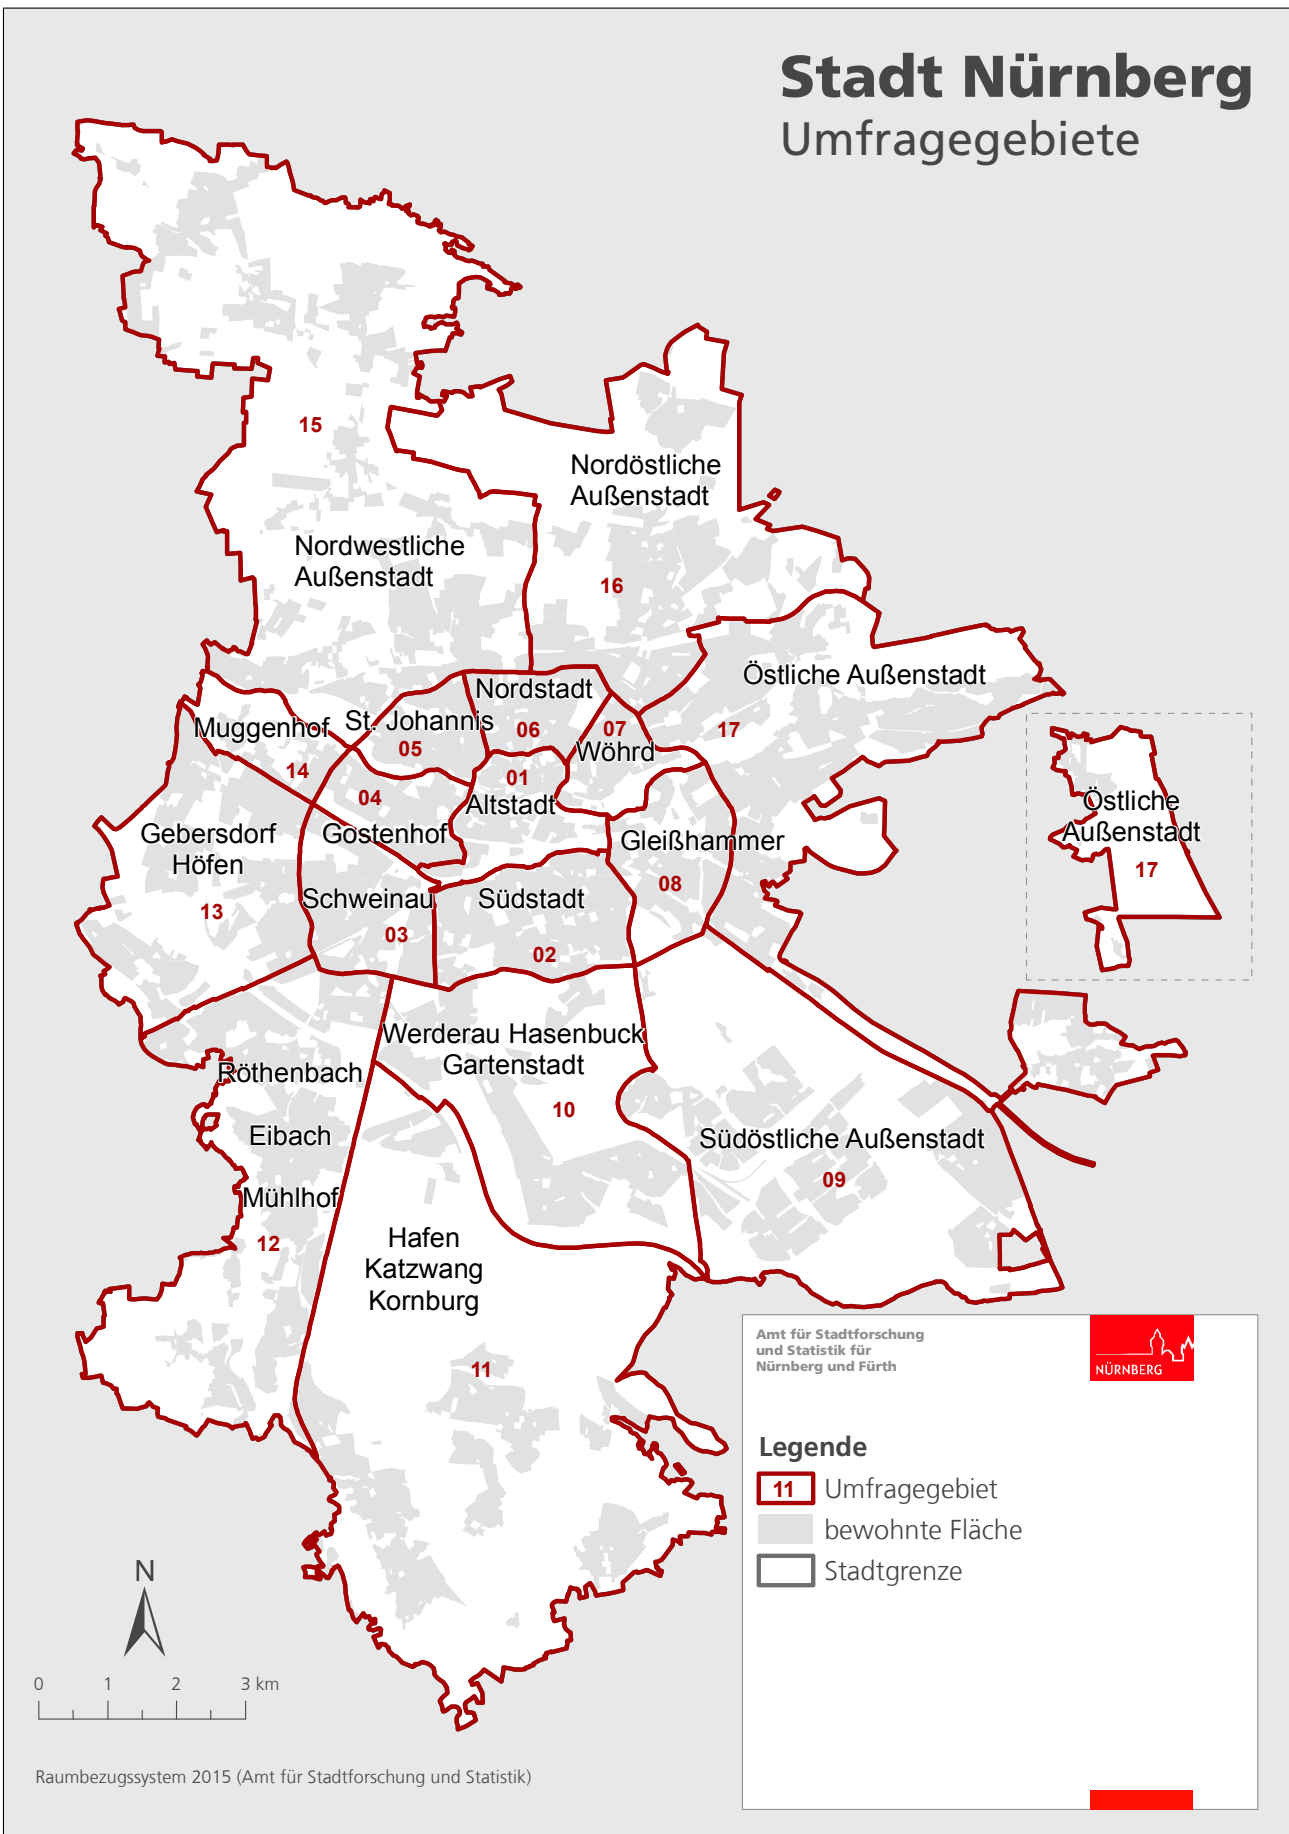 Stadt Nürnberg
Umfragegebiete
15
Nordöstliche
Außenstadt
Nordwestliche
Außenstadt
16
Östliche Außenstadt
17
Nordstadt
06
07
Wöhrd
St. Johannis
05
Muggenhof
14
04
Gostenhof
01
Altstadt
Östliche
Außenstadt
17
Gebersdorf
Höfen
13
Gleißhammer
08
Schweinau
03
Südstadt
02
Werderau Hasenbuck
Gartenstadt
10
Röthenbach
Eibach
Mühlhof
12
Südöstliche Außenstadt
09
Hafen
Katzwang
Kornburg
11
Amt für Stadtforschung
und Statistik für
Nürnberg und Fürth
NÜRNBERG
Legende
11 Umfragegebiet
bewohnte Fläche
Stadtgrenze
N
0 1 2 3 km
Raumbezugssystem 2015 (Amt für Stadtforschung und Statistik)